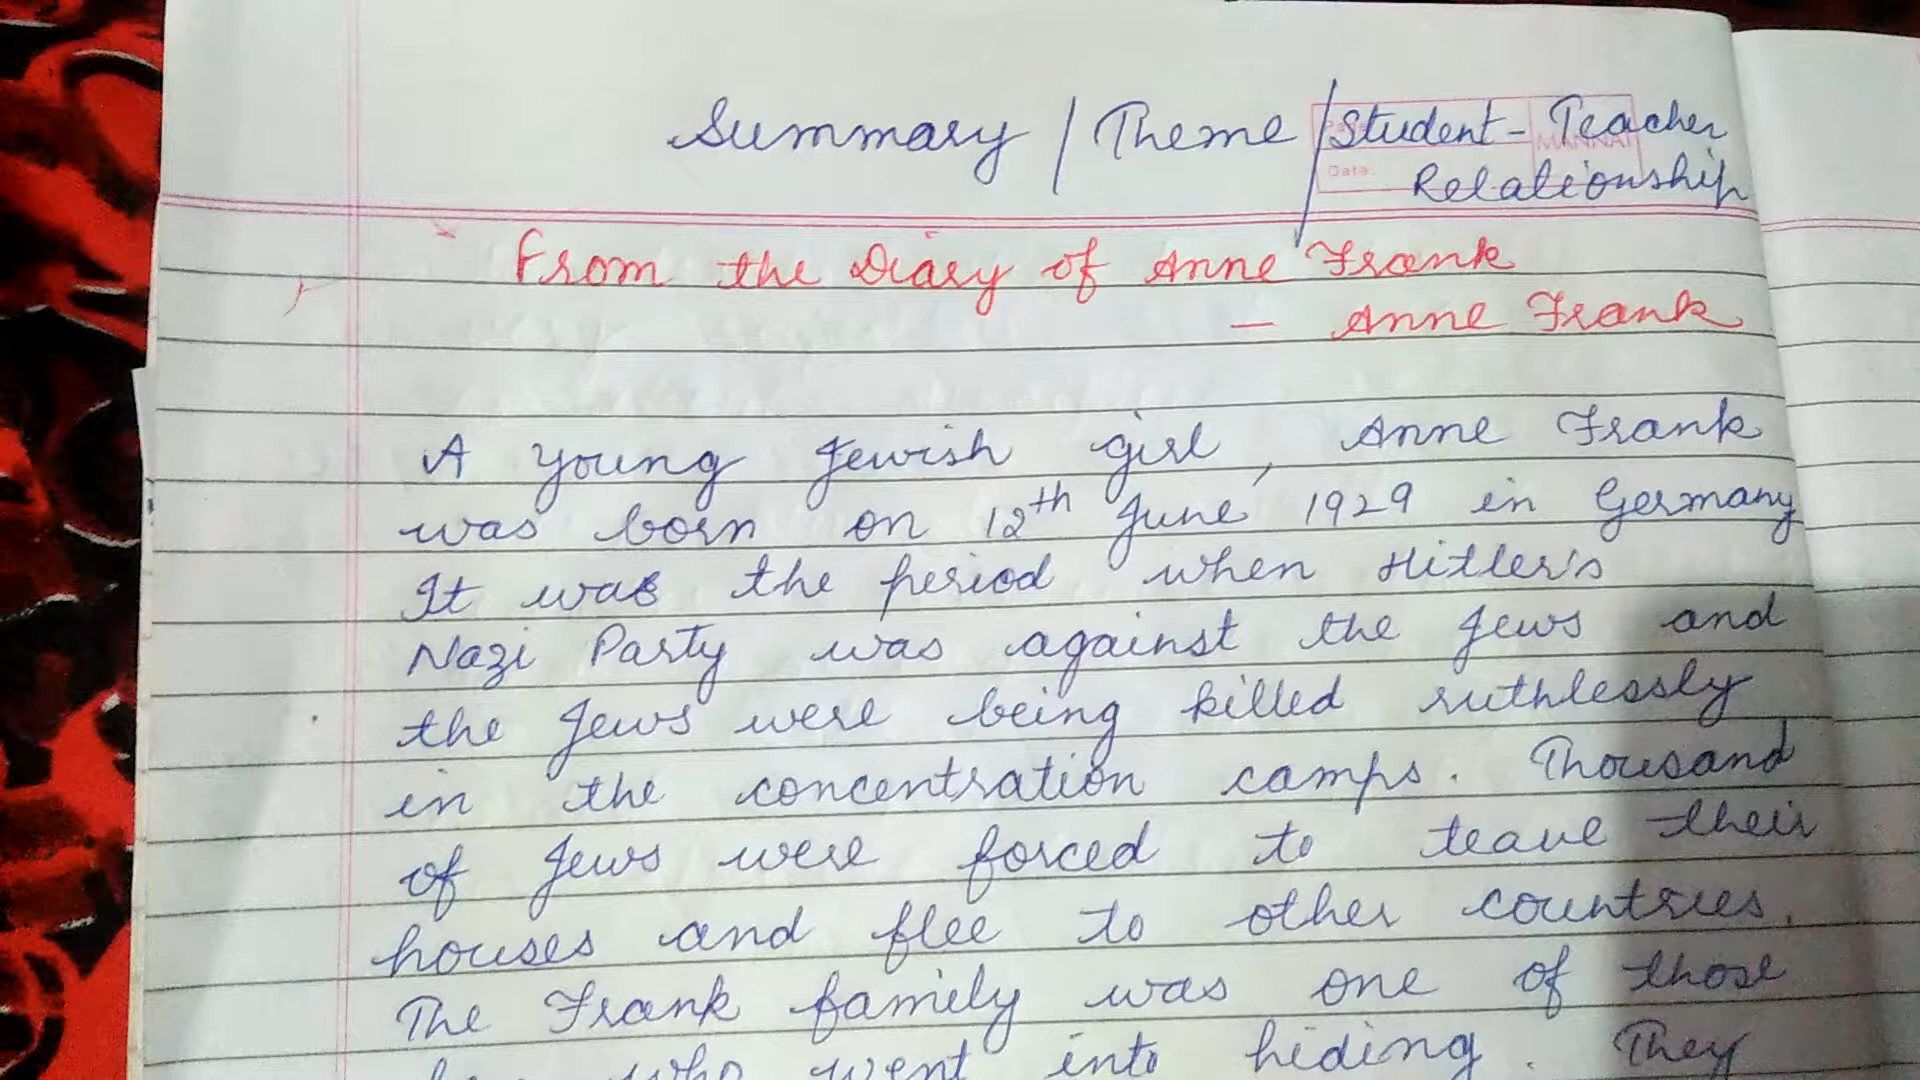 Summary / Theme / Student-Teacher
Relationship
Date:
From the Diary of Anne Frank
- Anne Frank
A young Jewish girl, Anne Frank
was born on 12th June 1929 in Germany
It was the period when Hitler's
Nazi Party was against the Jews and
the Jews were being killed ruthlessly
in the concentration camps. Thousand
of Jews were forced to leave their
houses and flee to other countries.
The Frank family was one of those
who went into hiding. They